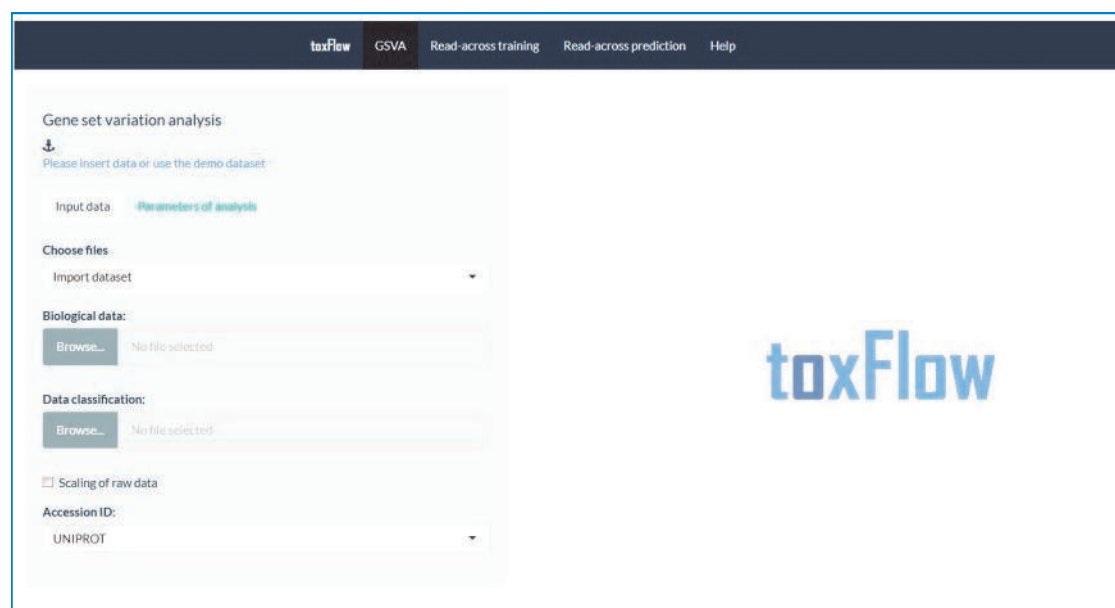 toxFlow GSVA Read-across training Read-across prediction Help
Gene set variation analysis
Please insert data or use the demo dataset
Input data Parameters of analysis
Choose files
Import dataset
Biological data:
Browse... No file selected
Data classification:
Browse... No file selected
Scaling of raw data
Accession ID:
UNIPROT
toxFlow